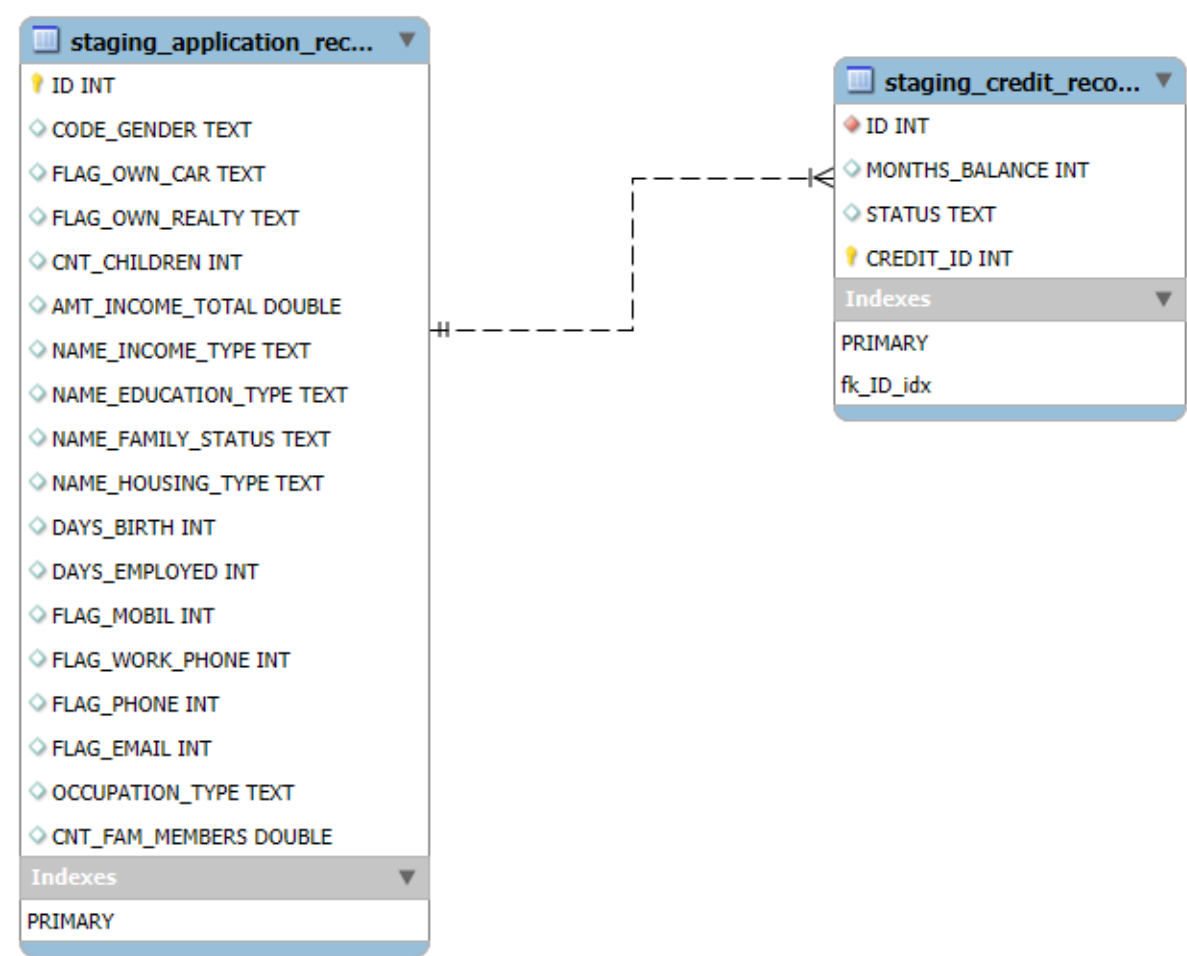 staging_application_rec...
ID INT
CODE_GENDER TEXT
FLAG_OWN_CAR TEXT
FLAG_OWN_REALTY TEXT
CNT_CHILDREN INT
AMT_INCOME_TOTAL DOUBLE
NAME_INCOME_TYPE TEXT
NAME_EDUCATION_TYPE TEXT
NAME_FAMILY_STATUS TEXT
NAME_HOUSING_TYPE TEXT
DAYS_BIRTH INT
DAYS_EMPLOYED INT
FLAG_MOBIL INT
FLAG_WORK_PHONE INT
FLAG_PHONE INT
FLAG_EMAIL INT
OCCUPATION_TYPE TEXT
CNT_FAM_MEMBERS DOUBLE
Indexes
PRIMARY
staging_credit_reco...
ID INT
MONTHS_BALANCE INT
STATUS TEXT
CREDIT_ID INT
Indexes
PRIMARY
fk_ID_idx